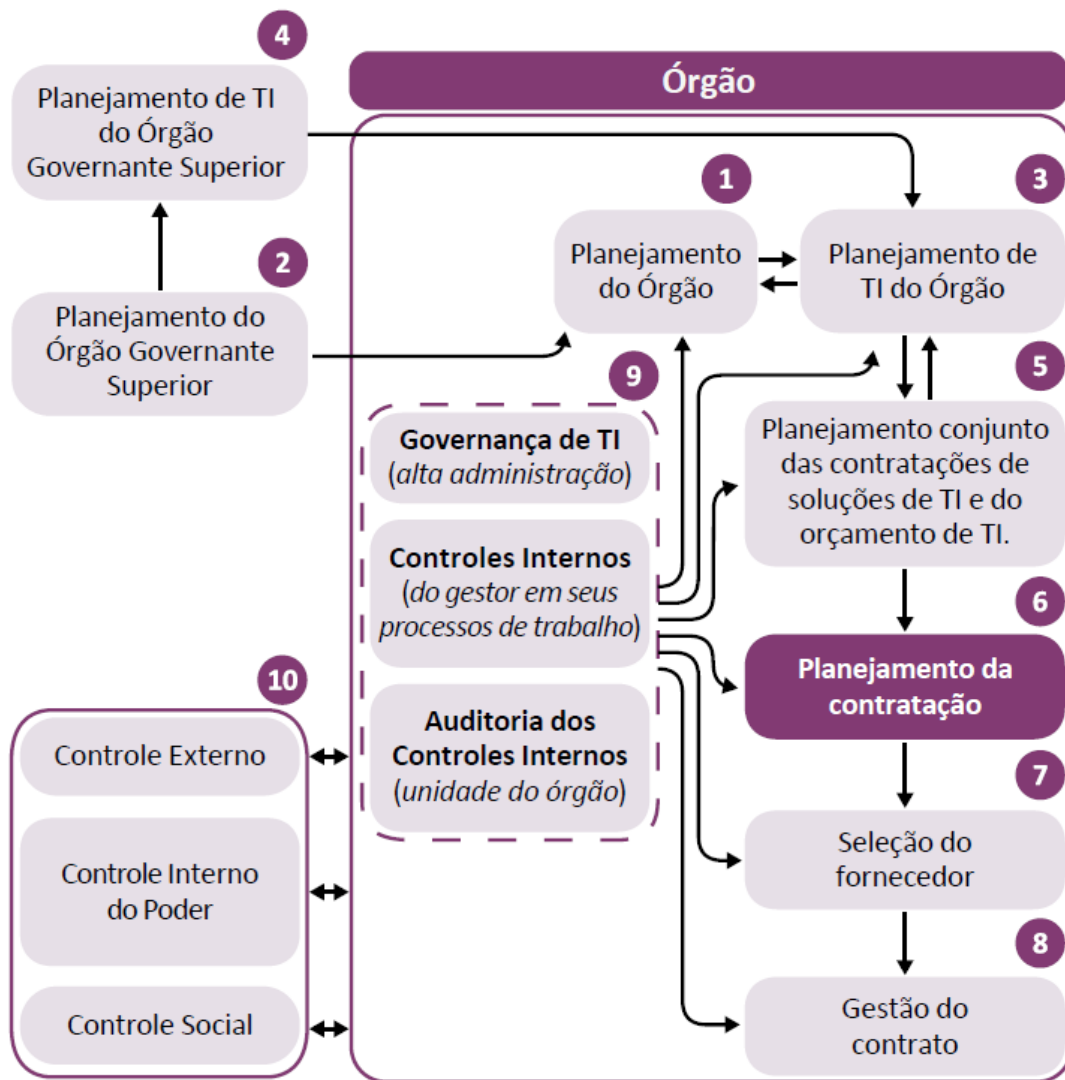 4
Planejamento de TI
do Órgão
Governante Superior
2
Planejamento do
Órgão Governante
Superior
Órgão
1
Planejamento
do Órgão
3
Planejamento de
TI do Órgão
9
Governança de TI
(alta administração)
Controles Internos
(do gestor em seus
processos de trabalho)
Auditoria dos
Controles Internos
(unidade do órgão)
5
Planejamento conjunto
das contratações de
soluções de TI e do
orçamento de TI.
6
Planejamento da
contratação
7
Seleção do
fornecedor
8
Gestão do
contrato
10
Controle Externo
Controle Interno
do Poder
Controle Social